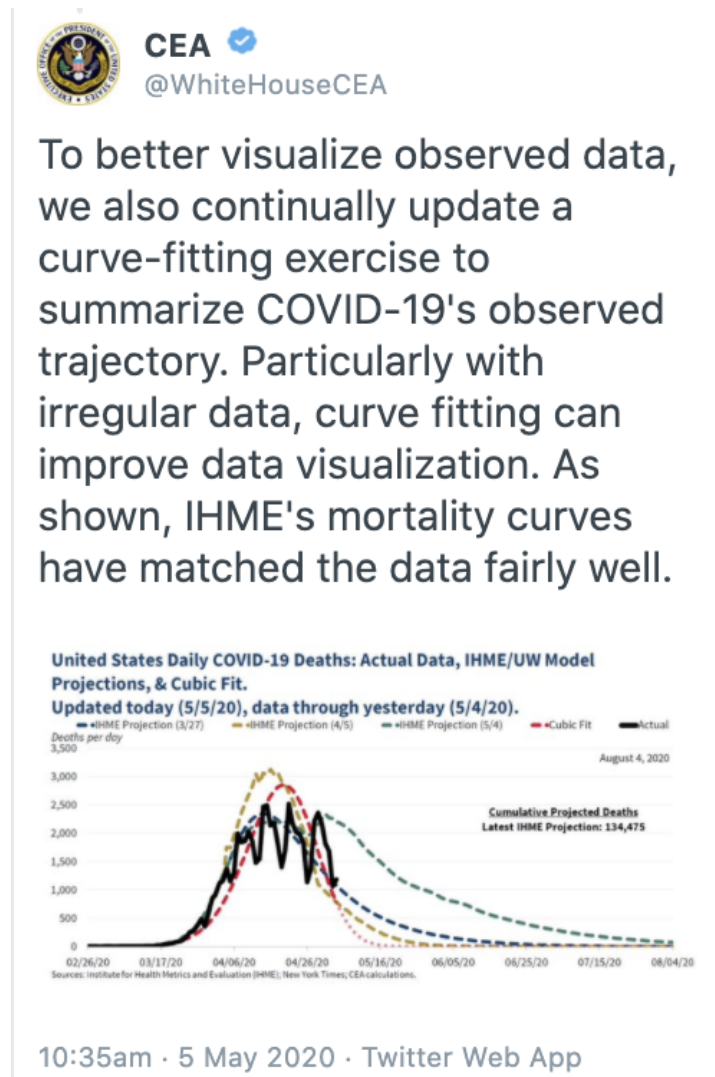 CEA
@WhiteHouseCEA
To better visualize observed data,
we also continually update a
curve-fitting exercise to
summarize COVID-19's observed
trajectory. Particularly with
irregular data, curve fitting can
improve data visualization. As
shown, IHME's mortality curves
have matched the data fairly well.
United States Daily COVID-19 Deaths: Actual Data, IHME/UW Model
Projections, & Cubic Fit.
Updated today (5/5/20), data through yesterday (5/4/20).
IHME Projection (3/27) IHME Projection (4/5) IHME Projection (5/4) Cubic Fit Actual
Deaths per day
3,500
August 4, 2020
3,000
2,500
Cumulative Projected Deaths
Latest IHME Projection: 134,475
2,000
1,500
1,000
500
0
02/26/20 03/17/20 04/06/20 04/26/20 05/16/20 06/05/20 06/25/20 07/15/20 08/04/20
Sources: Institute for Health Metrics and Evaluation (IHME); New York Times; CEA calculations.
10:35am · 5 May 2020 · Twitter Web App